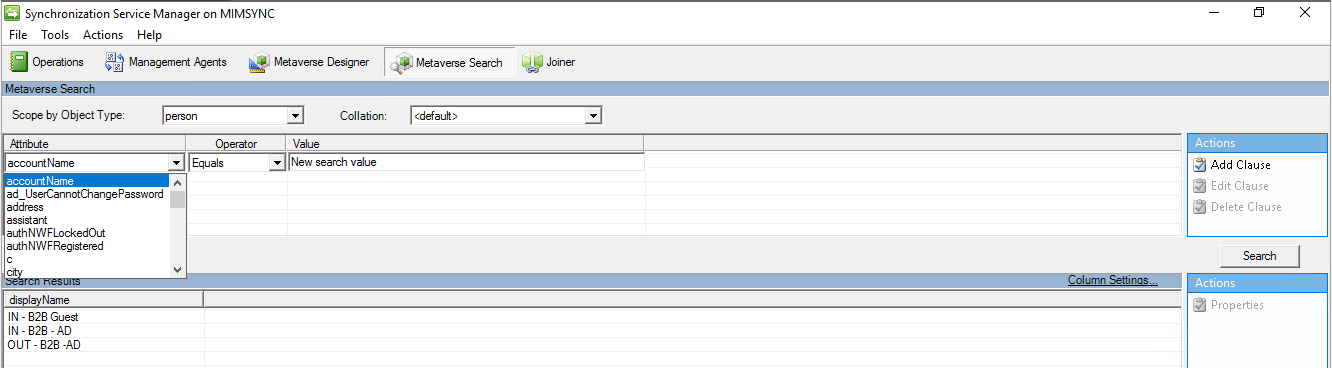 Synchronization Service Manager on MIMSYNC
File Tools Actions Help
Operations Management Agents Metaverse Designer Metaverse Search Joiner
Metaverse Search
Scope by Object Type: person Collation: <default>
Attribute Operator Value Actions
accountName Equals New search value Add Clause
accountName
ad_UserCannotChangePassword Edit Clause
address Delete Clause
assistant
authNWFLockedOut
authNWFRegistered
c Search
city
Search Results Column Settings... Actions
displayName Properties
IN - B2B Guest
IN - B2B - AD
OUT - B2B -AD